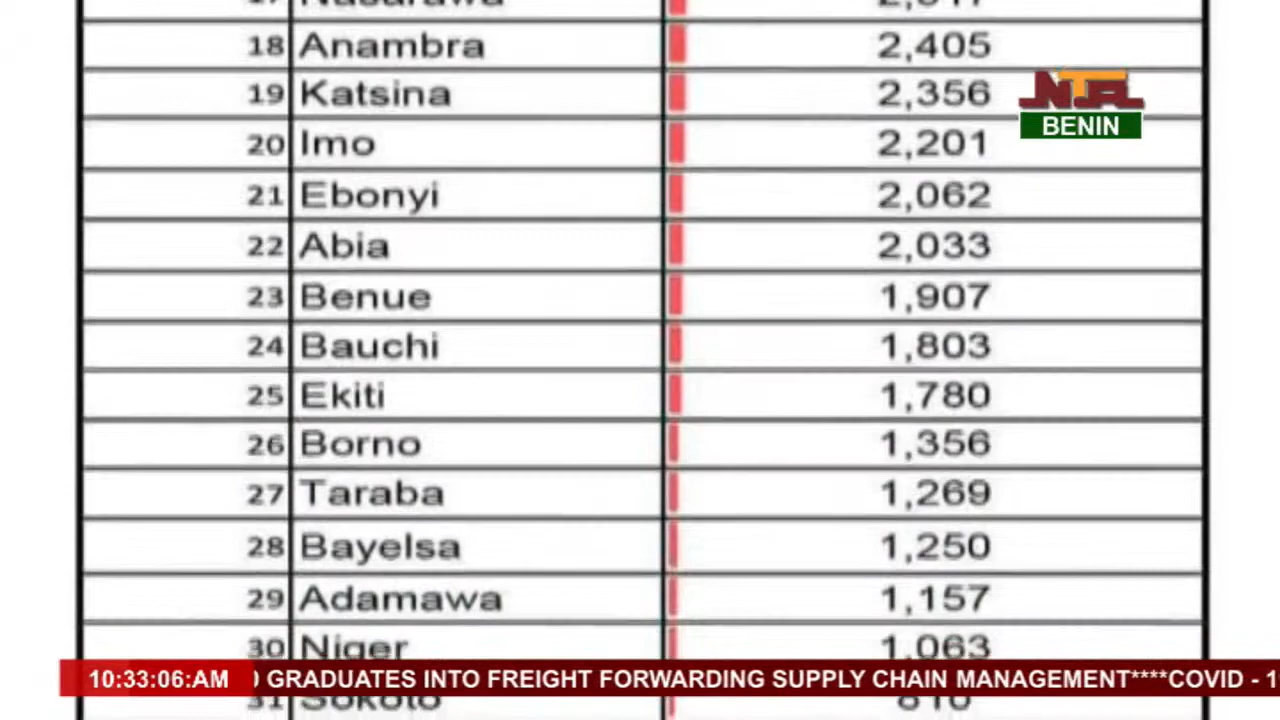 18 Anambra 2,405
19 Katsina 2,356
20 Imo 2,201
21 Ebonyi 2,062
22 Abia 2,033
23 Benue 1,907
24 Bauchi 1,803
25 Ekiti 1,780
26 Borno 1,356
27 Taraba 1,269
28 Bayelsa 1,250
29 Adamawa 1,157
30 Niger 1,063
31 Sokoto
NTA
BENIN
10:33:06:AM GRADUATES INTO FREIGHT FORWARDING SUPPLY CHAIN MANAGEMENT****COVID - 1